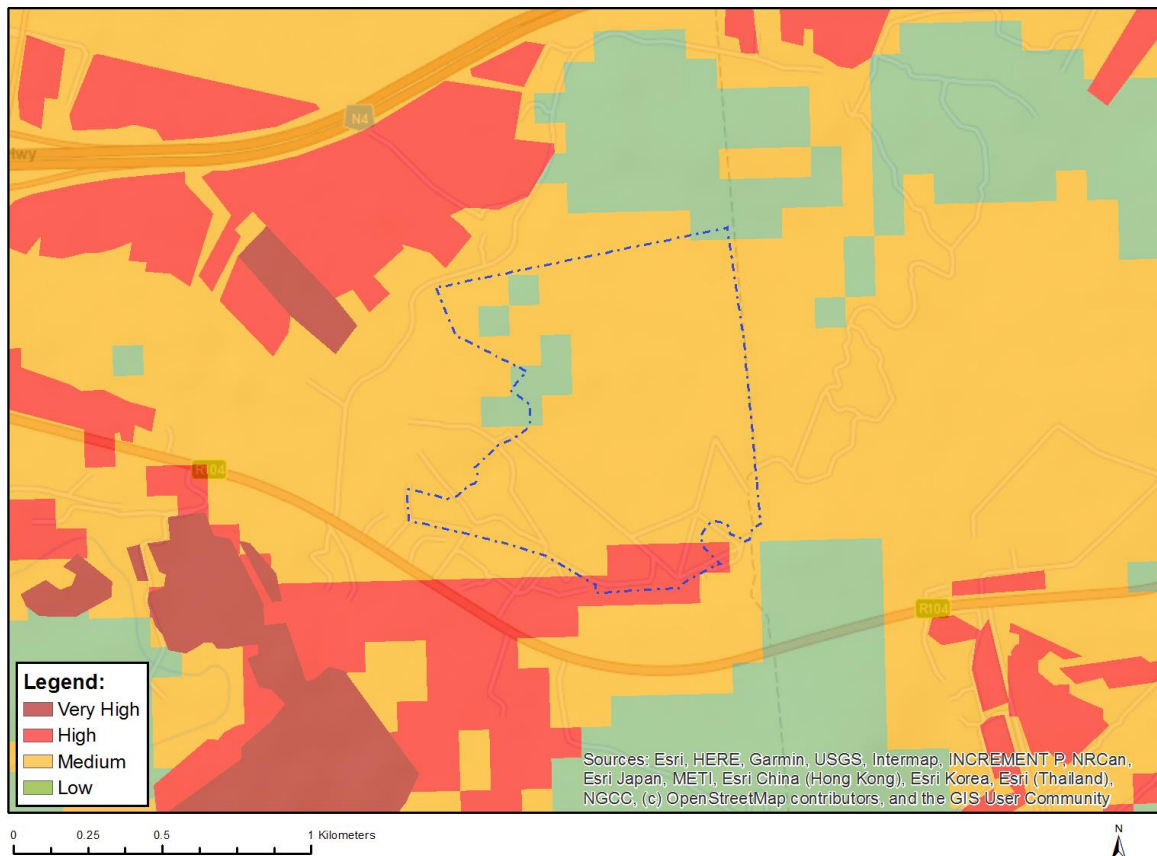 N4
Hwy
R104
R104
Legend:
Very High
High
Medium
Low
Sources: Esri, HERE, Garmin, USGS, Intermap, INCREMENT P, NRCan,
Esri Japan, METI, Esri China (Hong Kong), Esri Korea, Esri (Thailand),
NGCC, (c) OpenStreetMap contributors, and the GIS User Community
0 0.25 0.5 1 Kilometers
N